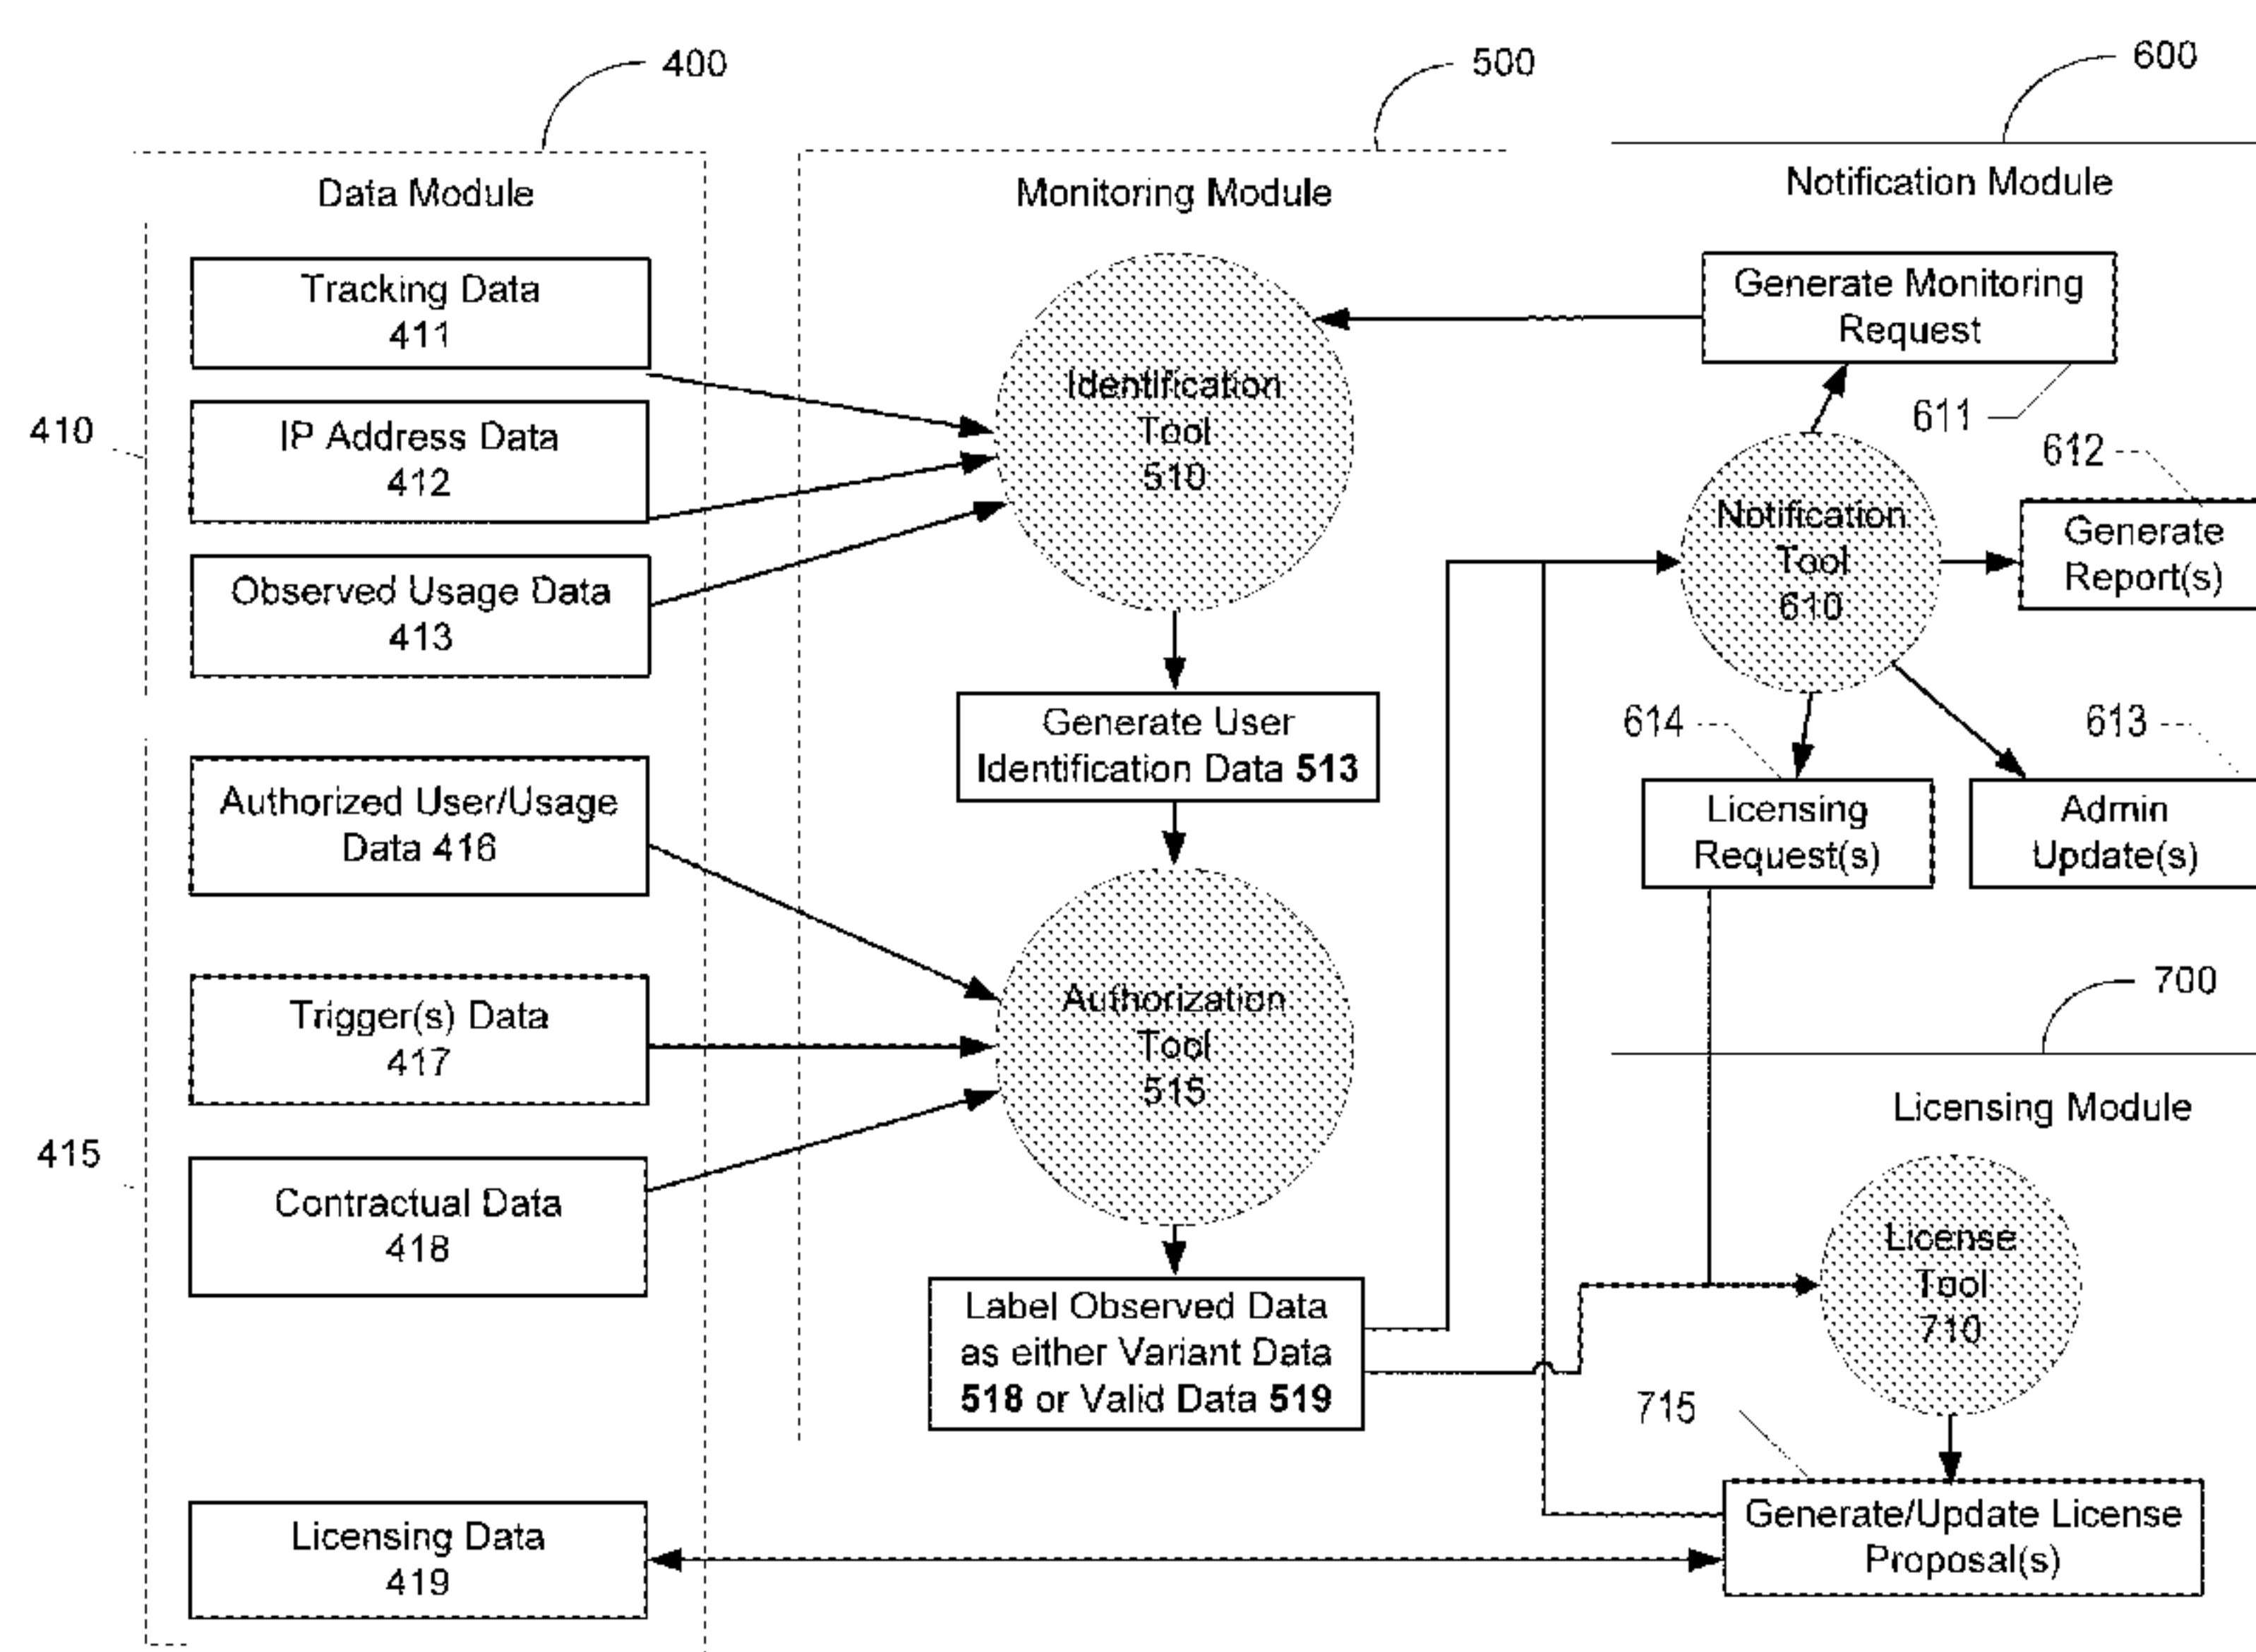 400
500
600
Data Module
Monitoring Module
Notification Module
410
Tracking Data
411
IP Address Data
412
Observed Usage Data
413
415
Authorized User/Usage
Data 416
Trigger(s) Data
417
Contractual Data
418
Licensing Data
419
Identification
Tool
510
Generate User
Identification Data 513
Authorization
Tool
515
Label Observed Data
as either Variant Data
518 or Valid Data 519
Generate Monitoring
Request
611
612
Notification
Tool
610
Generate
Report(s)
614
613
Licensing
Request(s)
Admin
Update(s)
700
Licensing Module
License
Tool
710
715
Generate/Update License
Proposal(s)